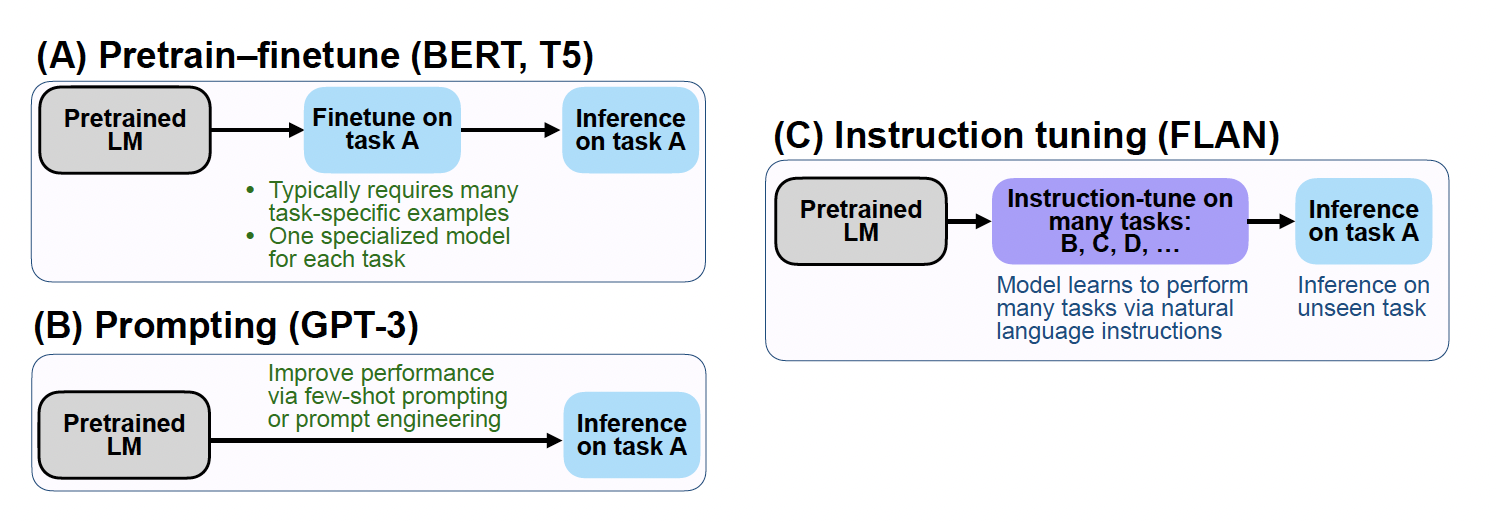 (A) Pretrain–finetune (BERT, T5)
Pretrained
LM
Finetune on
task A
Inference
on task A
• Typically requires many
task-specific examples
• One specialized model
for each task
(B) Prompting (GPT-3)
Improve performance
via few-shot prompting
or prompt engineering
Pretrained
LM
Inference
on task A
(C) Instruction tuning (FLAN)
Pretrained
LM
Instruction-tune on
many tasks:
B, C, D, …
Inference
on task A
Model learns to perform
many tasks via natural
language instructions
Inference on
unseen task